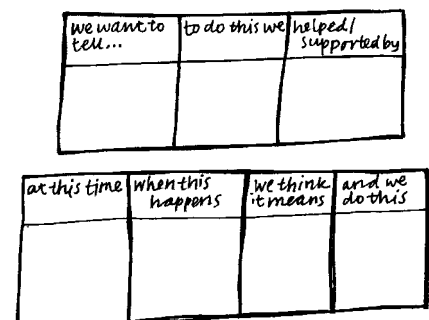 we want to
tell...
to do this we
helped/
supported by
at this time
when this
happens
we think
it means
and we
do this